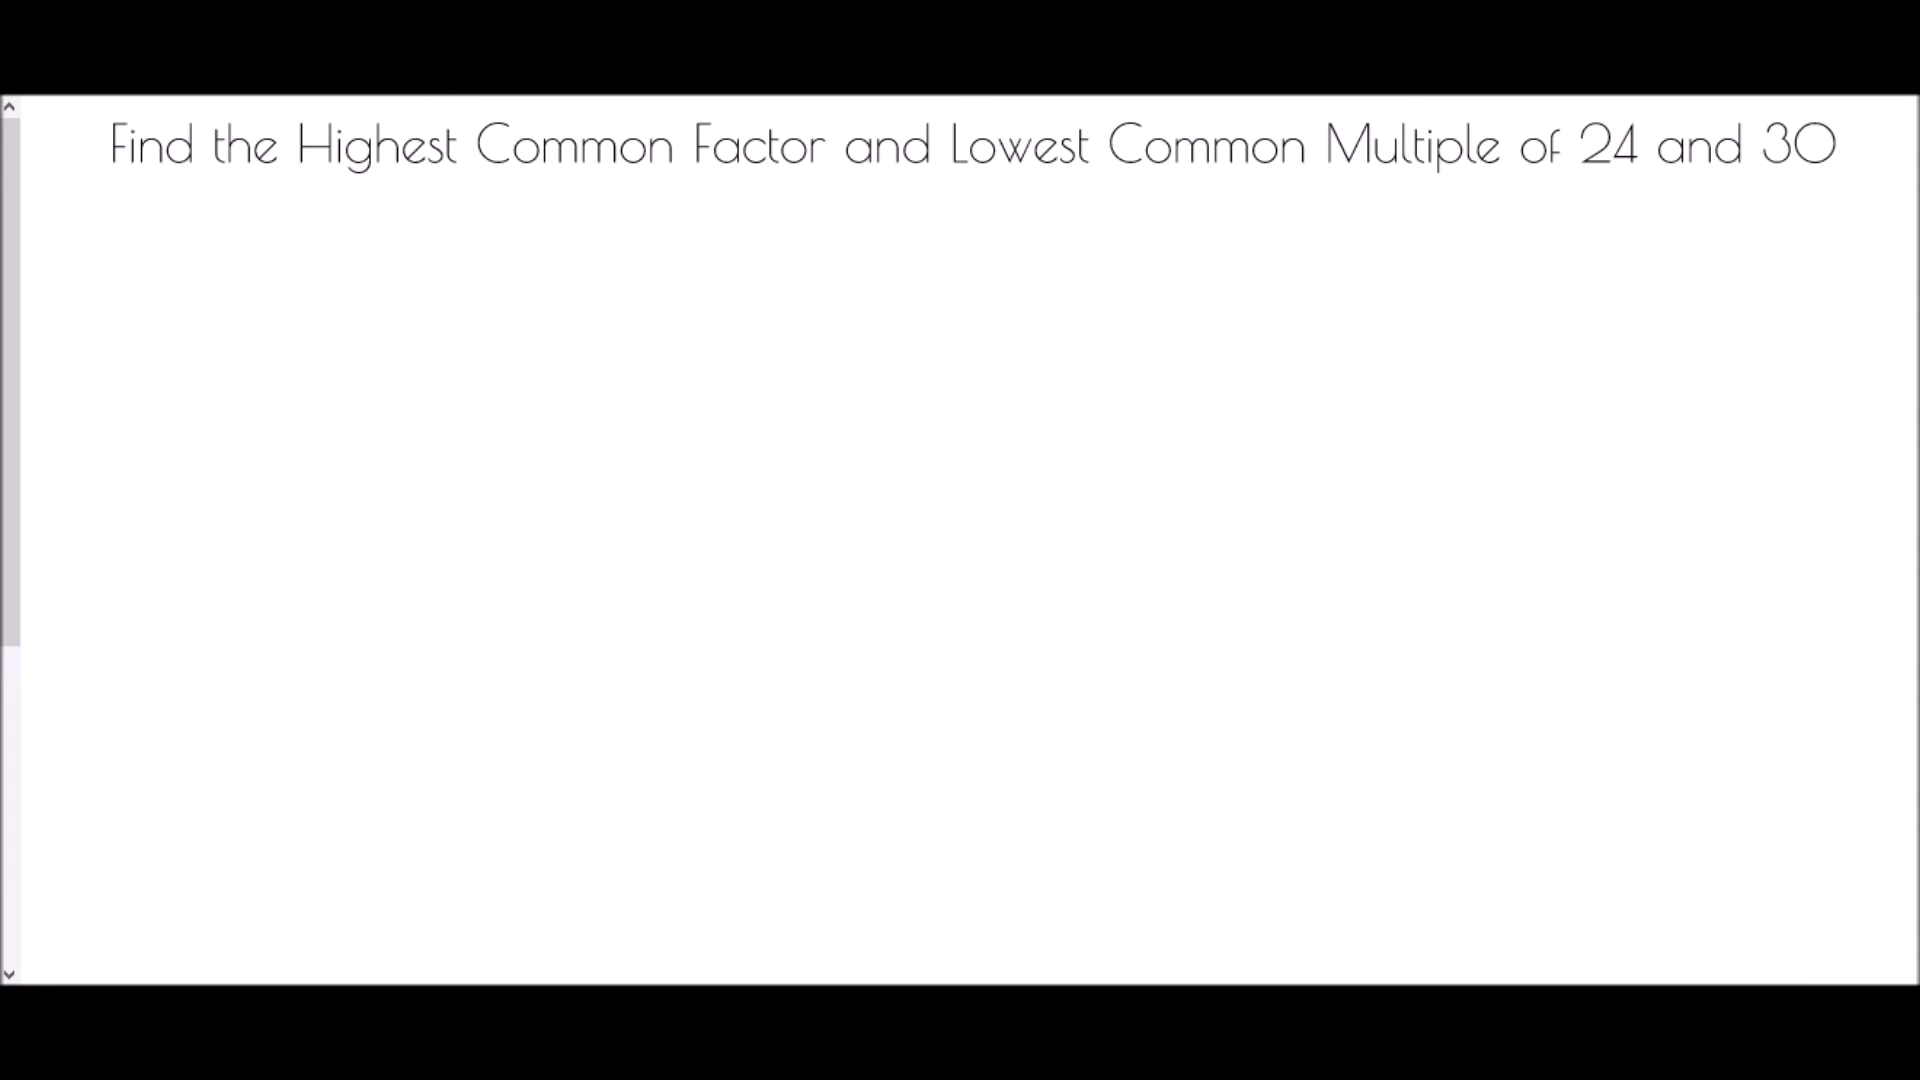 Find the Highest Common Factor and Lowest Common Multiple of 24 and 30